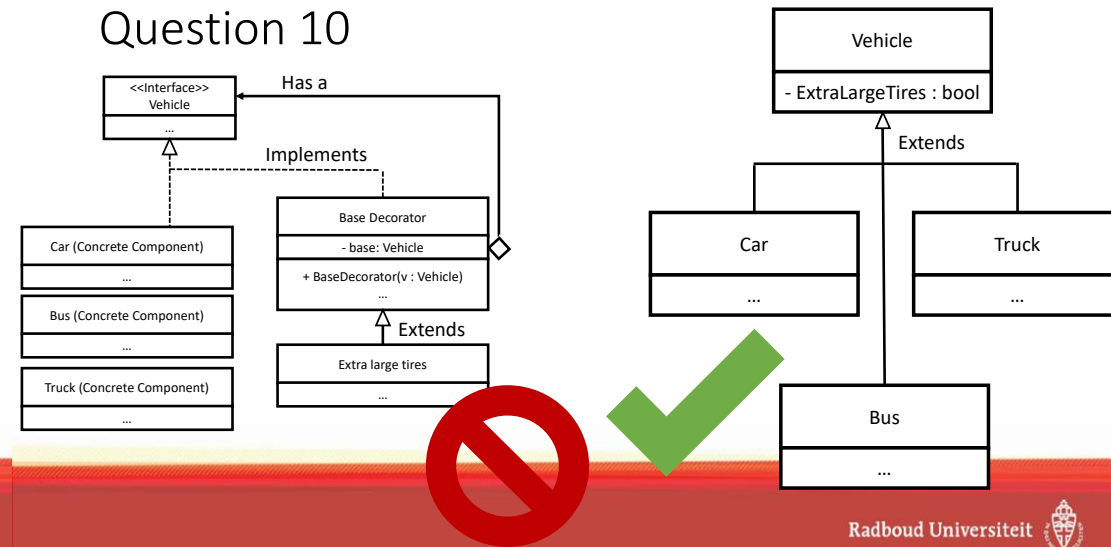 Question 10
<<Interface>>
Vehicle
...
Has a
Implements
Car (Concrete Component)
...
Bus (Concrete Component)
...
Truck (Concrete Component)
...
Base Decorator
- base: Vehicle
+ BaseDecorator(v : Vehicle)
...
Extends
Extra large tires
...
Vehicle
- ExtraLargeTires : bool
Extends
Car
...
Truck
...
Bus
...
Radboud Universiteit